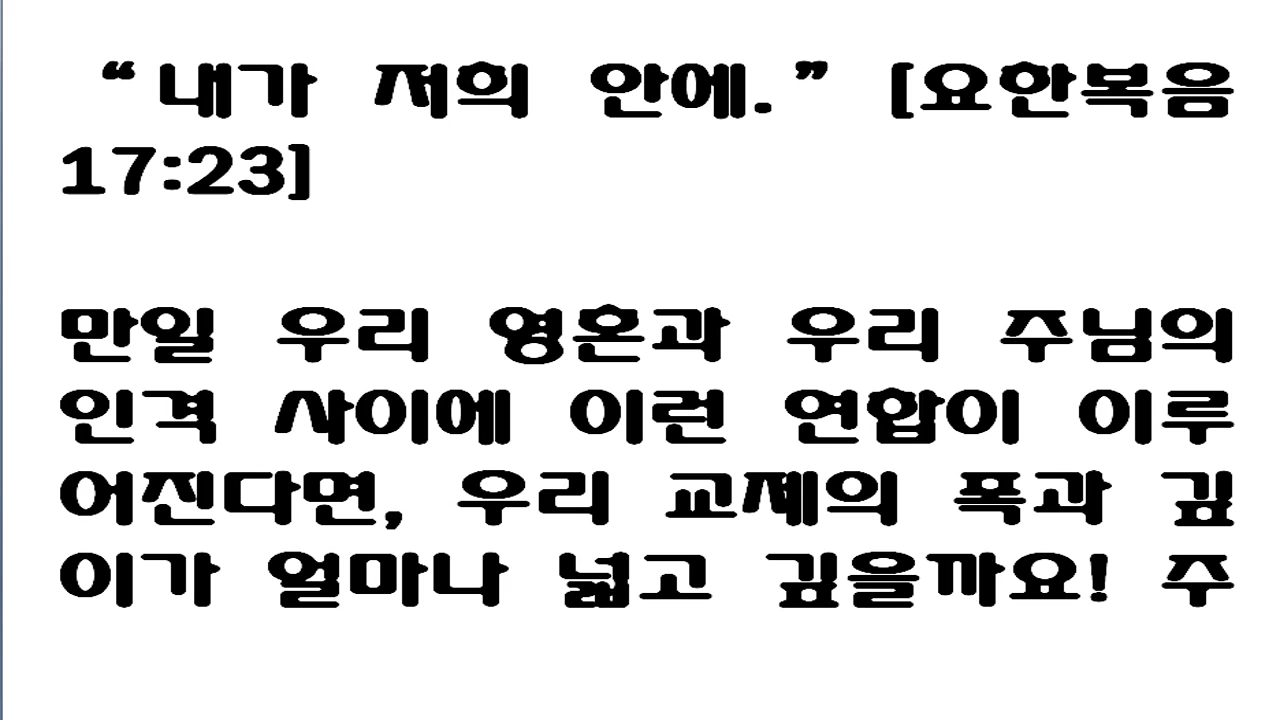 “내가 저희 안에.” [요한복음
17:23]
만일 우리 영혼과 우리 주님의
인격 사이에 이런 연합이 이루
어진다면, 우리 교제의 폭과 깊
이가 얼마나 넓고 깊을까요! 주